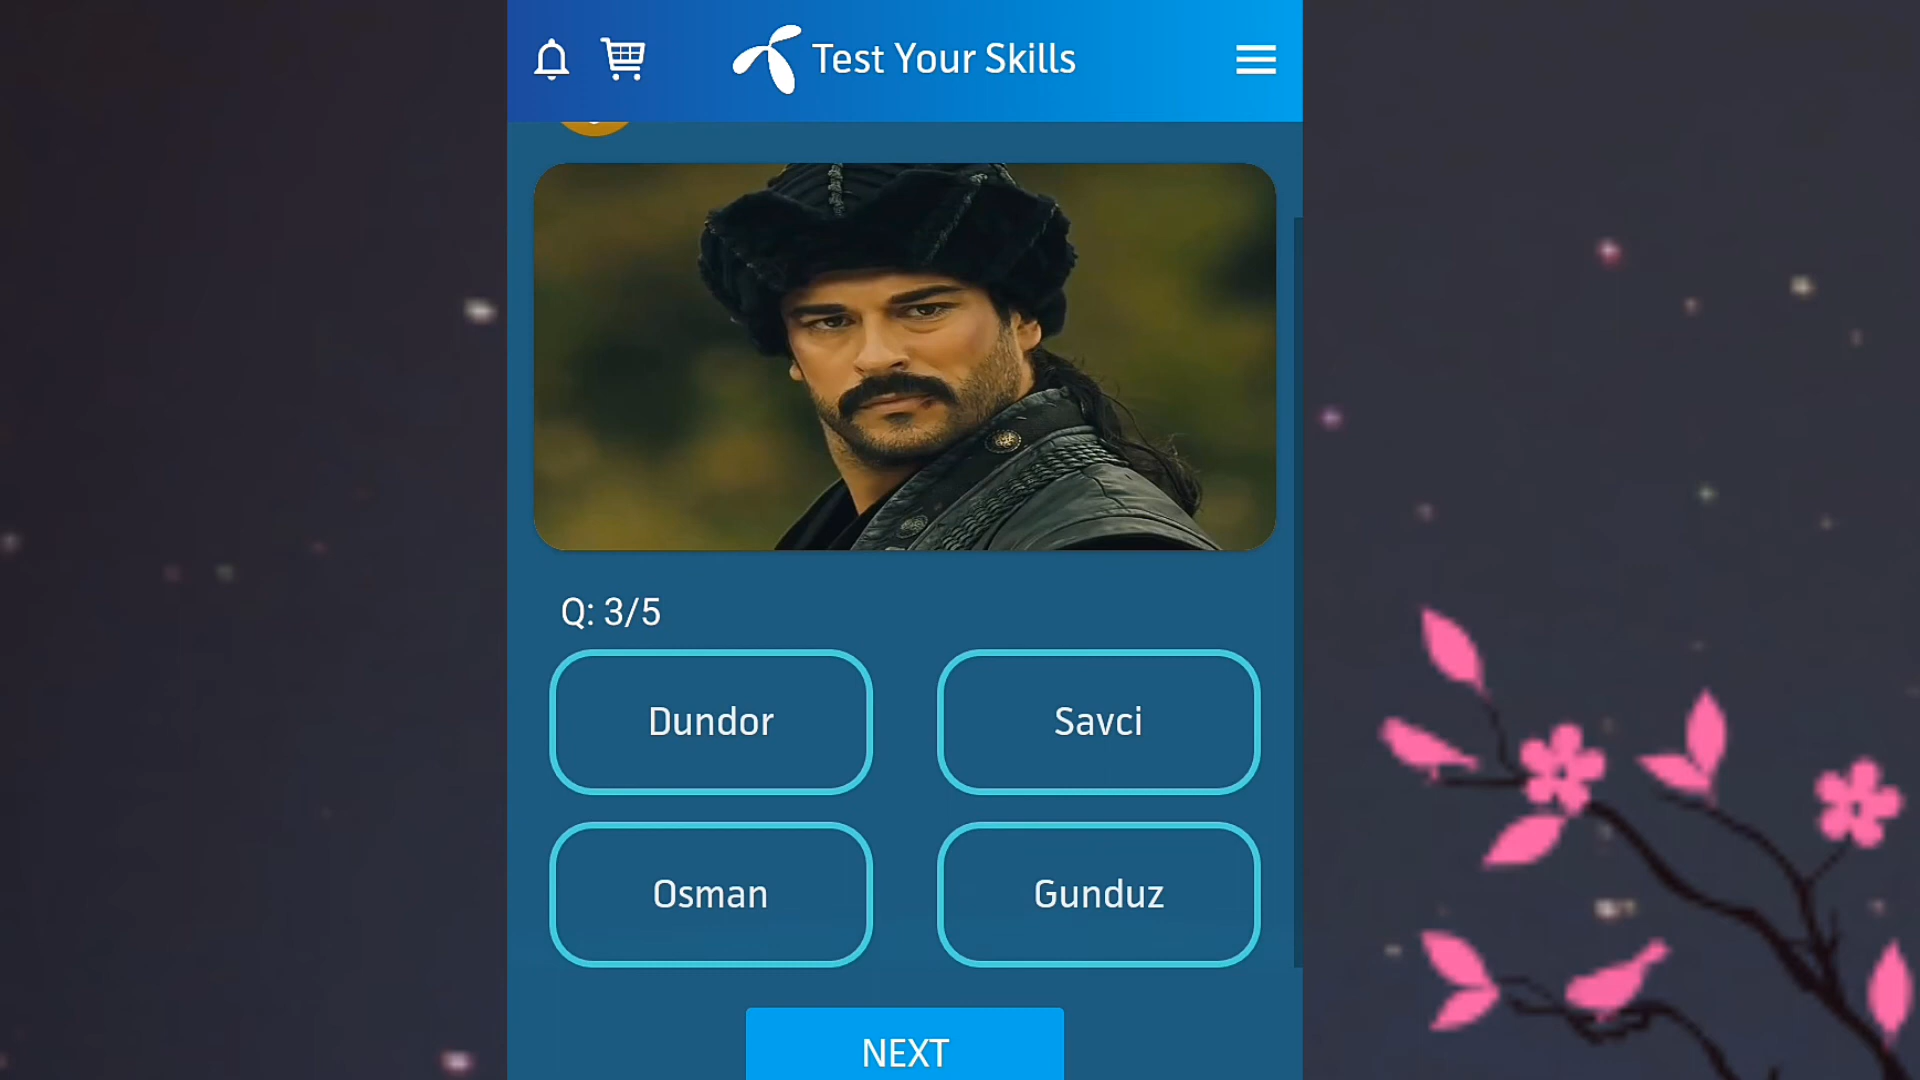 Test Your Skills
Q: 3/5
Dundor
Savci
Osman
Gunduz
NEXT